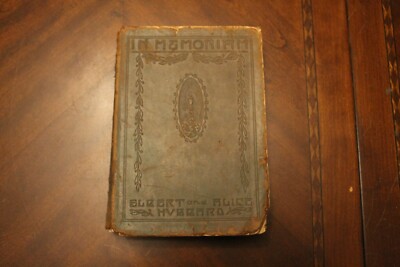 IN MEMORIAM
ELBERT AND ALICE
HUBBARD